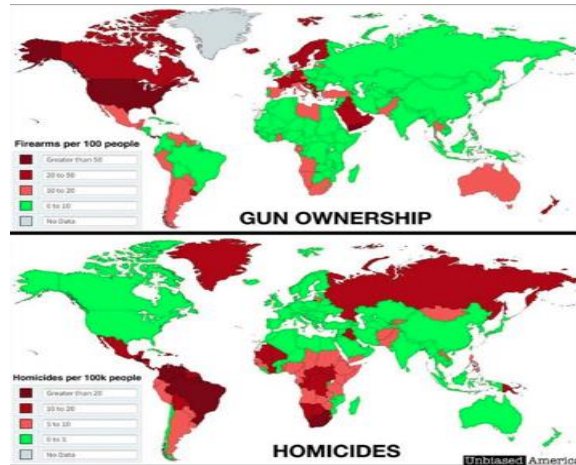 Firearms per 100 people
Greater than 50
20 to 50
10 to 20
0 to 10
No Data
GUN OWNERSHIP
Homicides per 100k people
Greater than 20
10 to 20
5 to 10
0 to 5
No Data
HOMICIDES
Unbiased America